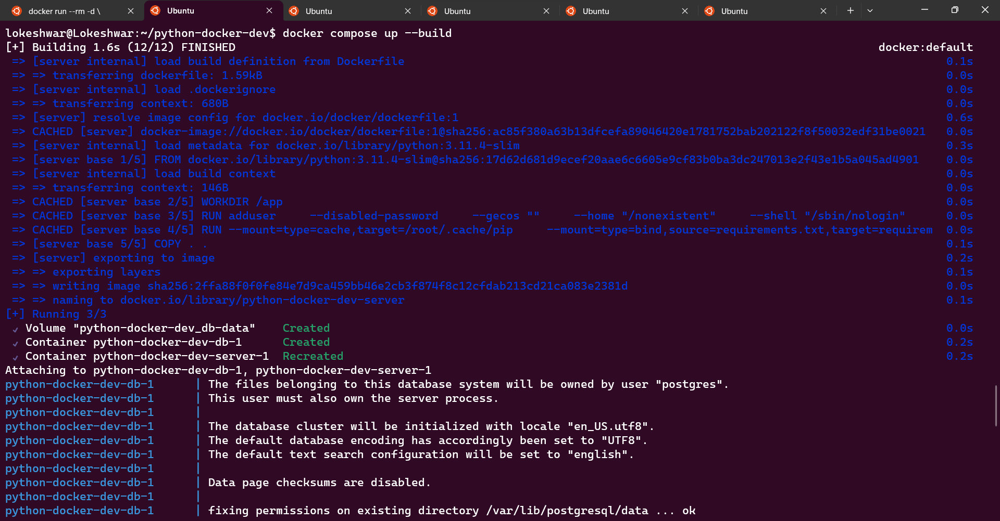 docker run --rm -d \
Ubuntu
Ubuntu
Ubuntu
Ubuntu
Ubuntu
lokeshwar@Lokeshwar:~/python-docker-dev$ docker compose up --build
[+] Building 1.6s (12/12) FINISHED docker:default
=> [server internal] load build definition from Dockerfile 0.1s
=> => transferring dockerfile: 1.59kB 0.0s
=> [server internal] load .dockerignore 0.0s
=> => transferring context: 680B 0.0s
=> [server] resolve image config for docker.io/docker/dockerfile:1 0.6s
=> CACHED [server] docker-image://docker.io/docker/dockerfile:1@sha256:ac85f380a63b13dfcefa89046420e1781752bab202122f8f50032edf31be0021 0.0s
=> [server internal] load metadata for docker.io/library/python:3.11.4-slim 0.3s
=> [server base 1/5] FROM docker.io/library/python:3.11.4-slim@sha256:17d62d681d9ecef20aae6c6605e9cf83b0ba3dc247013e2f43e1b5a045ad4901 0.0s
=> [server internal] load build context 0.0s
=> => transferring context: 146B 0.0s
=> CACHED [server base 2/5] WORKDIR /app 0.0s
=> CACHED [server base 3/5] RUN adduser     --disabled-password     --gecos ""     --home "/nonexistent"     --shell "/sbin/nologin" 0.0s
=> CACHED [server base 4/5] RUN --mount=type=cache,target=/root/.cache/pip     --mount=type=bind,source=requirements.txt,target=requirem 0.0s
=> [server base 5/5] COPY . . 0.1s
=> [server] exporting to image 0.2s
=> => exporting layers 0.1s
=> => writing image sha256:2ffa88f0f0fe84e7d9ca459bb46e2cb3f874f8c12cfdab213cd21ca083e2381d 0.0s
=> => naming to docker.io/library/python-docker-dev-server 0.1s
[+] Running 3/3
✓ Volume "python-docker-dev_db-data" Created 0.0s
✓ Container python-docker-dev-db-1 Created 0.2s
✓ Container python-docker-dev-server-1 Recreated 0.2s
Attaching to python-docker-dev-db-1, python-docker-dev-server-1
python-docker-dev-db-1 | The files belonging to this database system will be owned by user "postgres".
python-docker-dev-db-1 | This user must also own the server process.
python-docker-dev-db-1 |
python-docker-dev-db-1 | The database cluster will be initialized with locale "en_US.utf8".
python-docker-dev-db-1 | The default database encoding has accordingly been set to "UTF8".
python-docker-dev-db-1 | The default text search configuration will be set to "english".
python-docker-dev-db-1 |
python-docker-dev-db-1 | Data page checksums are disabled.
python-docker-dev-db-1 |
python-docker-dev-db-1 | fixing permissions on existing directory /var/lib/postgresql/data ... ok